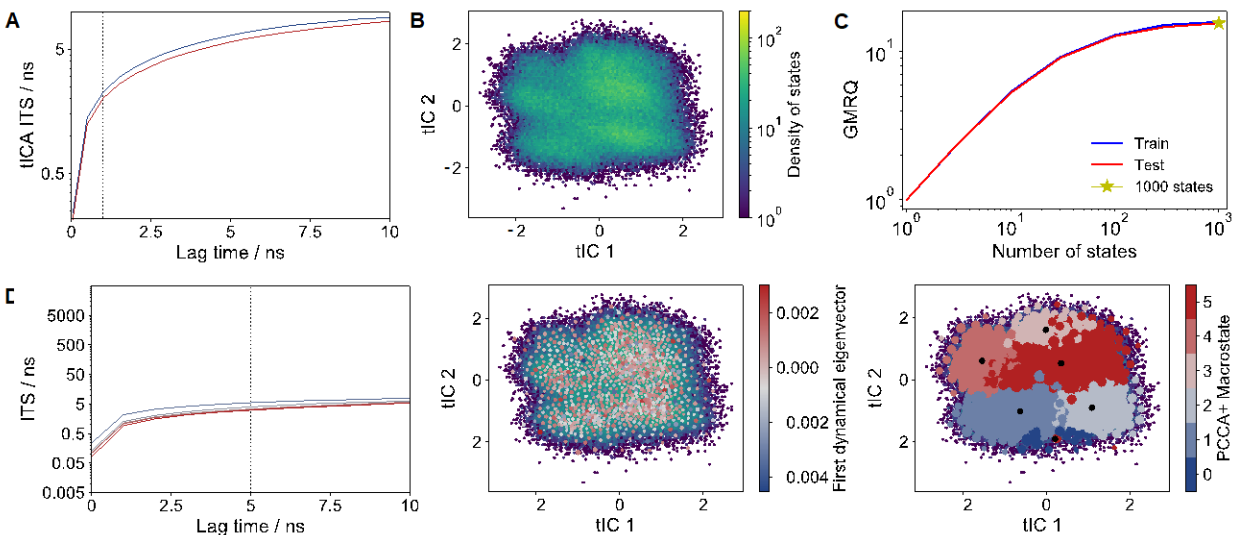 A
5
0.5
tICA ITS / ns
0
2.5
5
7.5
10
Lag time / ns
B
2
0
-2
tIC 2
-2
0
2
tIC 1
10²
10¹
10⁰
Density of states
C
10¹
10⁰
GMRQ
Train
Test
1000 states
10⁰
10¹
10²
10³
Number of states
D
5000
500
50
5
0.5
0.05
0.005
ITS / ns
0
2.5
5
7.5
10
Lag time / ns
2
0
2
tIC 2
2
0
2
tIC 1
0.002
0.000
0.002
0.004
First dynamical eigenvector
2
0
2
tIC 2
2
0
2
tIC 1
5
4
3
2
1
0
PCCA+ Macrostate